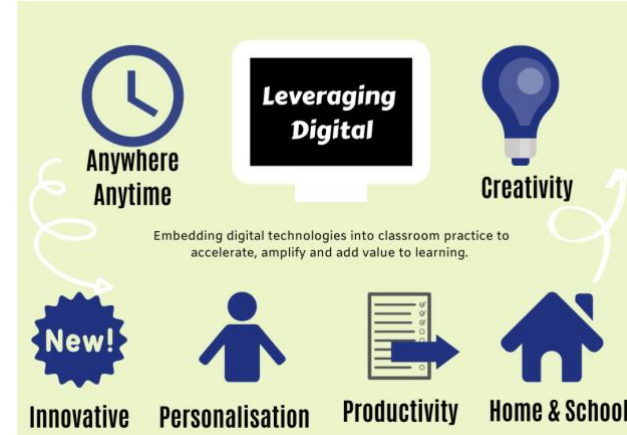 Leveraging
Digital
Anywhere
Anytime
Creativity
Embedding digital technologies into classroom practice to
accelerate, amplify and add value to learning.
New!
Innovative
Personalisation
Productivity
Home & School